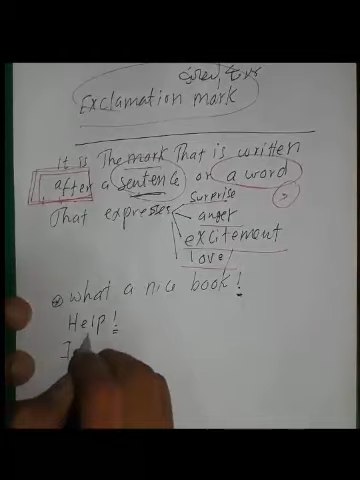 Exclamation mark
It is The mark That is written
after a sentence or a word
Surprise
That expresses
anger
excitement
love
What a nice book!
Help!
I